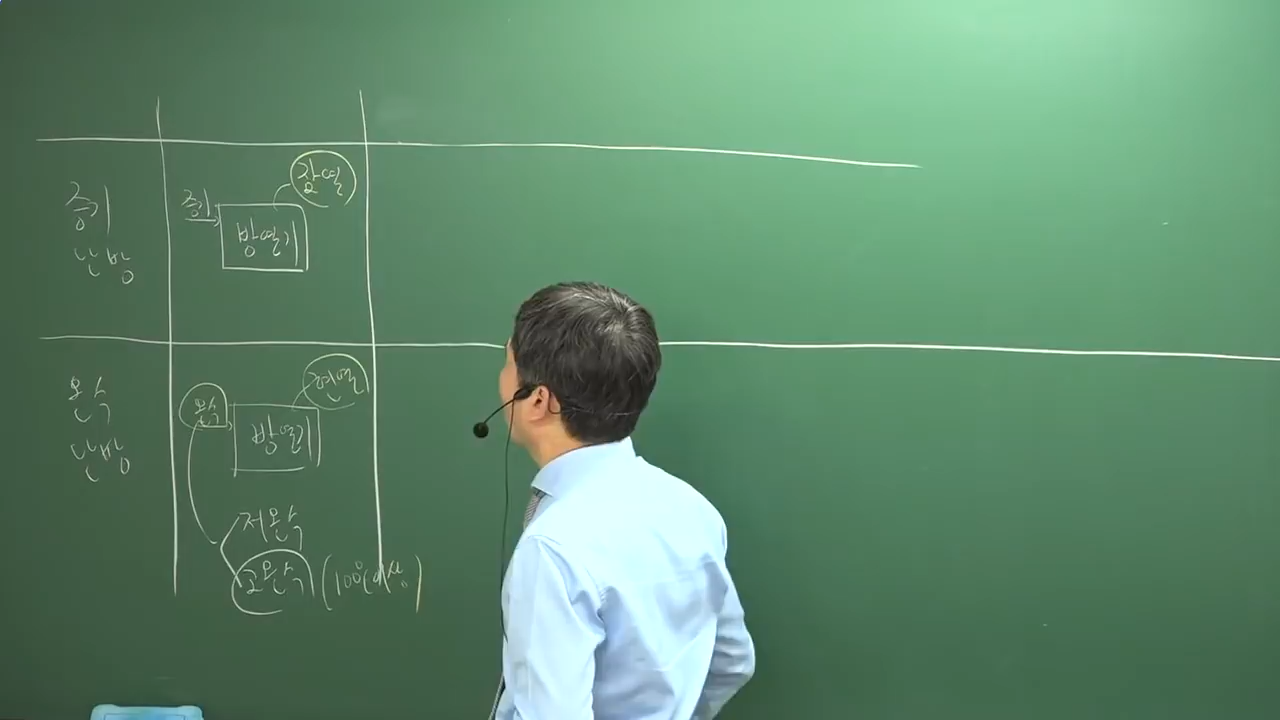 증기
난방
증기
방열기
잠열
온수
난방
온수
방열기
현열
저온수
고온수 (100℃ 이상)